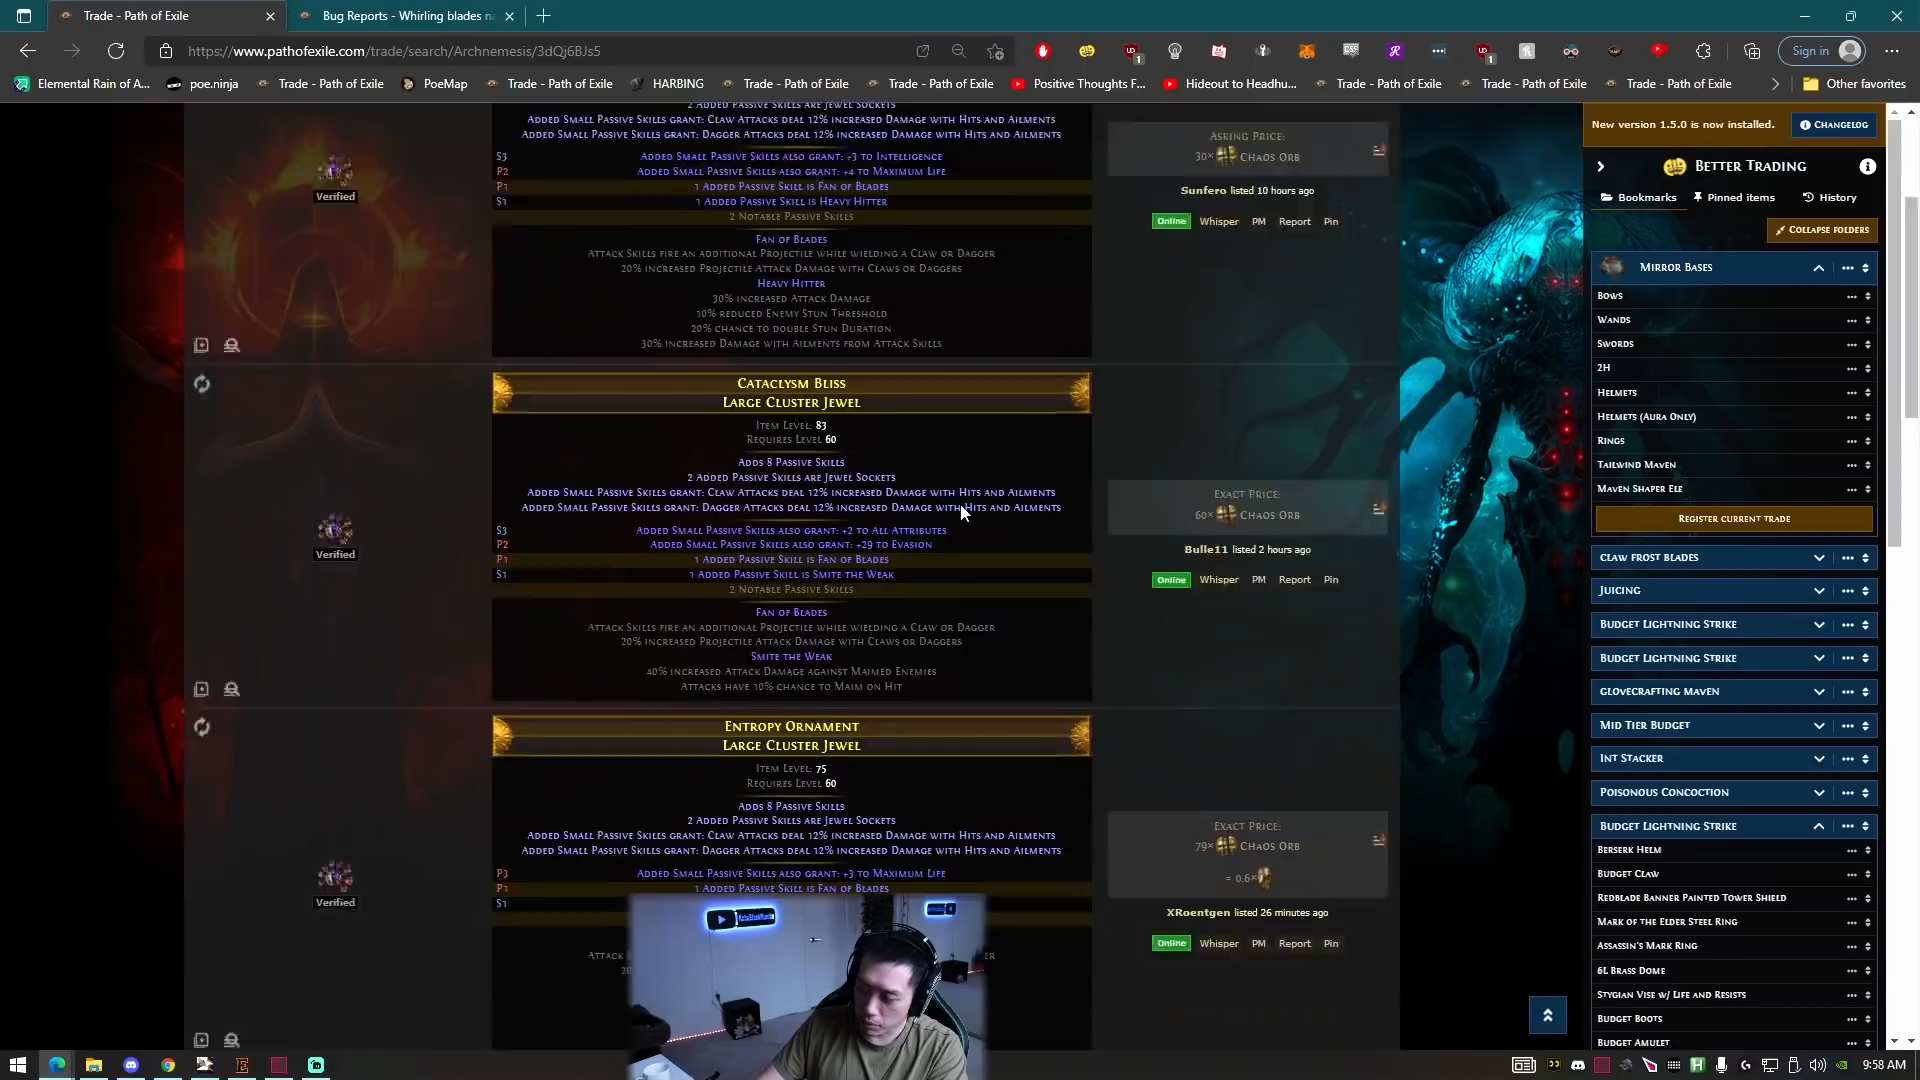 Trade - Path of Exile
Bug Reports - Whirling blades na
https://www.pathofexile.com/trade/search/Archnemesis/3dQj6BJs5
Sign in
Elemental Rain of A...
poe.ninja
Trade - Path of Exile
PoeMap
Trade - Path of Exile
HARBING
Trade - Path of Exile
Trade - Path of Exile
Positive Thoughts F...
Hideout to Headhu...
Trade - Path of Exile
Trade - Path of Exile
Trade - Path of Exile
Other favorites
2 Added Passive Skills are Jewel Sockets
Added Small Passive Skills grant: Claw Attacks deal 12% increased Damage with Hits and Ailments
Added Small Passive Skills grant: Dagger Attacks deal 12% increased Damage with Hits and Ailments
S3 Added Small Passive Skills also grant: +3 to Intelligence
P2 Added Small Passive Skills also grant: +4 to Maximum Life
P1 1 Added Passive Skill is Fan of Blades
S1 1 Added Passive Skill is Heavy Hitter
2 Notable Passive Skills
Fan of Blades
Attack Skills fire an additional Projectile while wielding a Claw or Dagger
20% increased Projectile Attack Damage with Claws or Daggers
Heavy Hitter
30% increased Attack Damage
10% reduced Enemy Stun Threshold
20% chance to double Stun Duration
30% increased Damage with Ailments from Attack Skills
Verified
Asking Price:
30× Chaos Orb
Sunfero listed 10 hours ago
Online Whisper PM Report Pin
Cataclysm Bliss
Large Cluster Jewel
Item Level: 83
Requires Level 60
Adds 8 Passive Skills
2 Added Passive Skills are Jewel Sockets
Added Small Passive Skills grant: Claw Attacks deal 12% increased Damage with Hits and Ailments
Added Small Passive Skills grant: Dagger Attacks deal 12% increased Damage with Hits and Ailments
S3 Added Small Passive Skills also grant: +2 to All Attributes
P2 Added Small Passive Skills also grant: +29 to Evasion
P1 1 Added Passive Skill is Fan of Blades
S1 1 Added Passive Skill is Smite the Weak
2 Notable Passive Skills
Fan of Blades
Attack Skills fire an additional Projectile while wielding a Claw or Dagger
20% increased Projectile Attack Damage with Claws or Daggers
Smite the Weak
40% increased Attack Damage against Maimed Enemies
Attacks have 10% chance to Maim on Hit
Verified
Exact Price:
60× Chaos Orb
Bulle11 listed 2 hours ago
Online Whisper PM Report Pin
Entropy Ornament
Large Cluster Jewel
Item Level: 75
Requires Level 60
Adds 8 Passive Skills
2 Added Passive Skills are Jewel Sockets
Added Small Passive Skills grant: Claw Attacks deal 12% increased Damage with Hits and Ailments
Added Small Passive Skills grant: Dagger Attacks deal 12% increased Damage with Hits and Ailments
P3 Added Small Passive Skills also grant: +3 to Maximum Life
P1 1 Added Passive Skill is Fan of Blades
S1
Attack
Verified
Exact Price:
79× Chaos Orb
= 0.6×
XRoentgen listed 26 minutes ago
Online Whisper PM Report Pin
New version 1.5.0 is now installed.
Changelog
Better Trading
Bookmarks
Pinned items
History
Collapse folders
Mirror Bases
Bows
Wands
Swords
2H
Helmets
Helmets (Aura Only)
Rings
Tailwind Maven
Maven Shaper Ele
Register current trade
Claw Frost Blades
Juicing
Budget Lightning Strike
Budget Lightning Strike
Glovecrafting Maven
Mid Tier Budget
Int Stacker
Poisonous Concoction
Budget Lightning Strike
Berserk Helm
Budget Claw
Redblade Banner Painted Tower Shield
Mark of the Elder Steel Ring
Assassin's Mark Ring
6L Brass Dome
Stygian Vise w/ Life and Resists
Budget Boots
Budget Amulet
9:58 AM